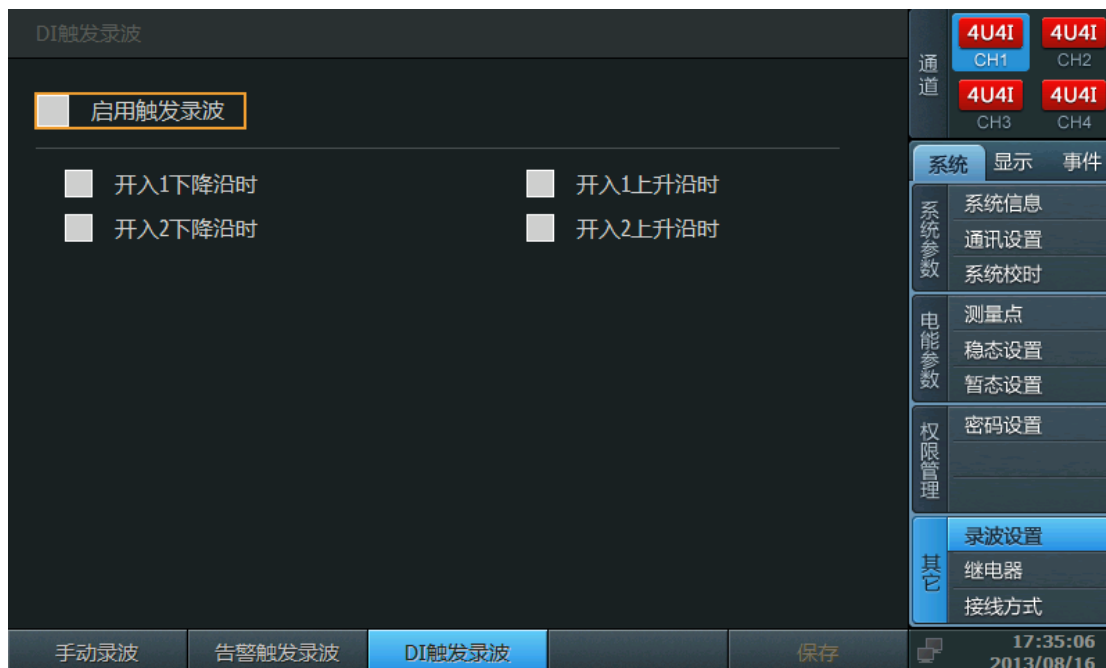 DI触发录波
启用触发录波
开入1下降沿时
开入1上升沿时
开入2下降沿时
开入2上升沿时
手动录波
告警触发录波
DI触发录波
保存
通道
4U4I
CH1
4U4I
CH2
4U4I
CH3
4U4I
CH4
系统
显示
事件
系统参数
系统信息
通讯设置
系统校时
电能参数
测量点
稳态设置
暂态设置
权限管理
密码设置
其它
录波设置
继电器
接线方式
17:35:06
2013/08/16